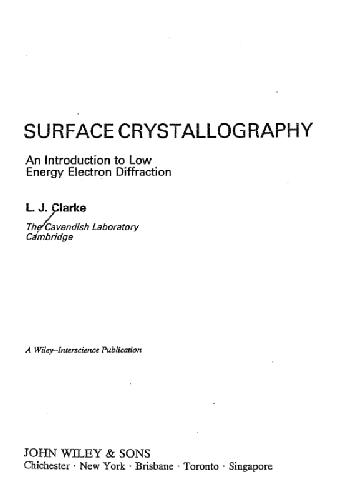 SURFACE CRYSTALLOGRAPHY
An Introduction to Low
Energy Electron Diffraction
L. J. Clarke
The Cavendish Laboratory
Cambridge
A Wiley–Interscience Publication
JOHN WILEY & SONS
Chichester · New York · Brisbane · Toronto · Singapore